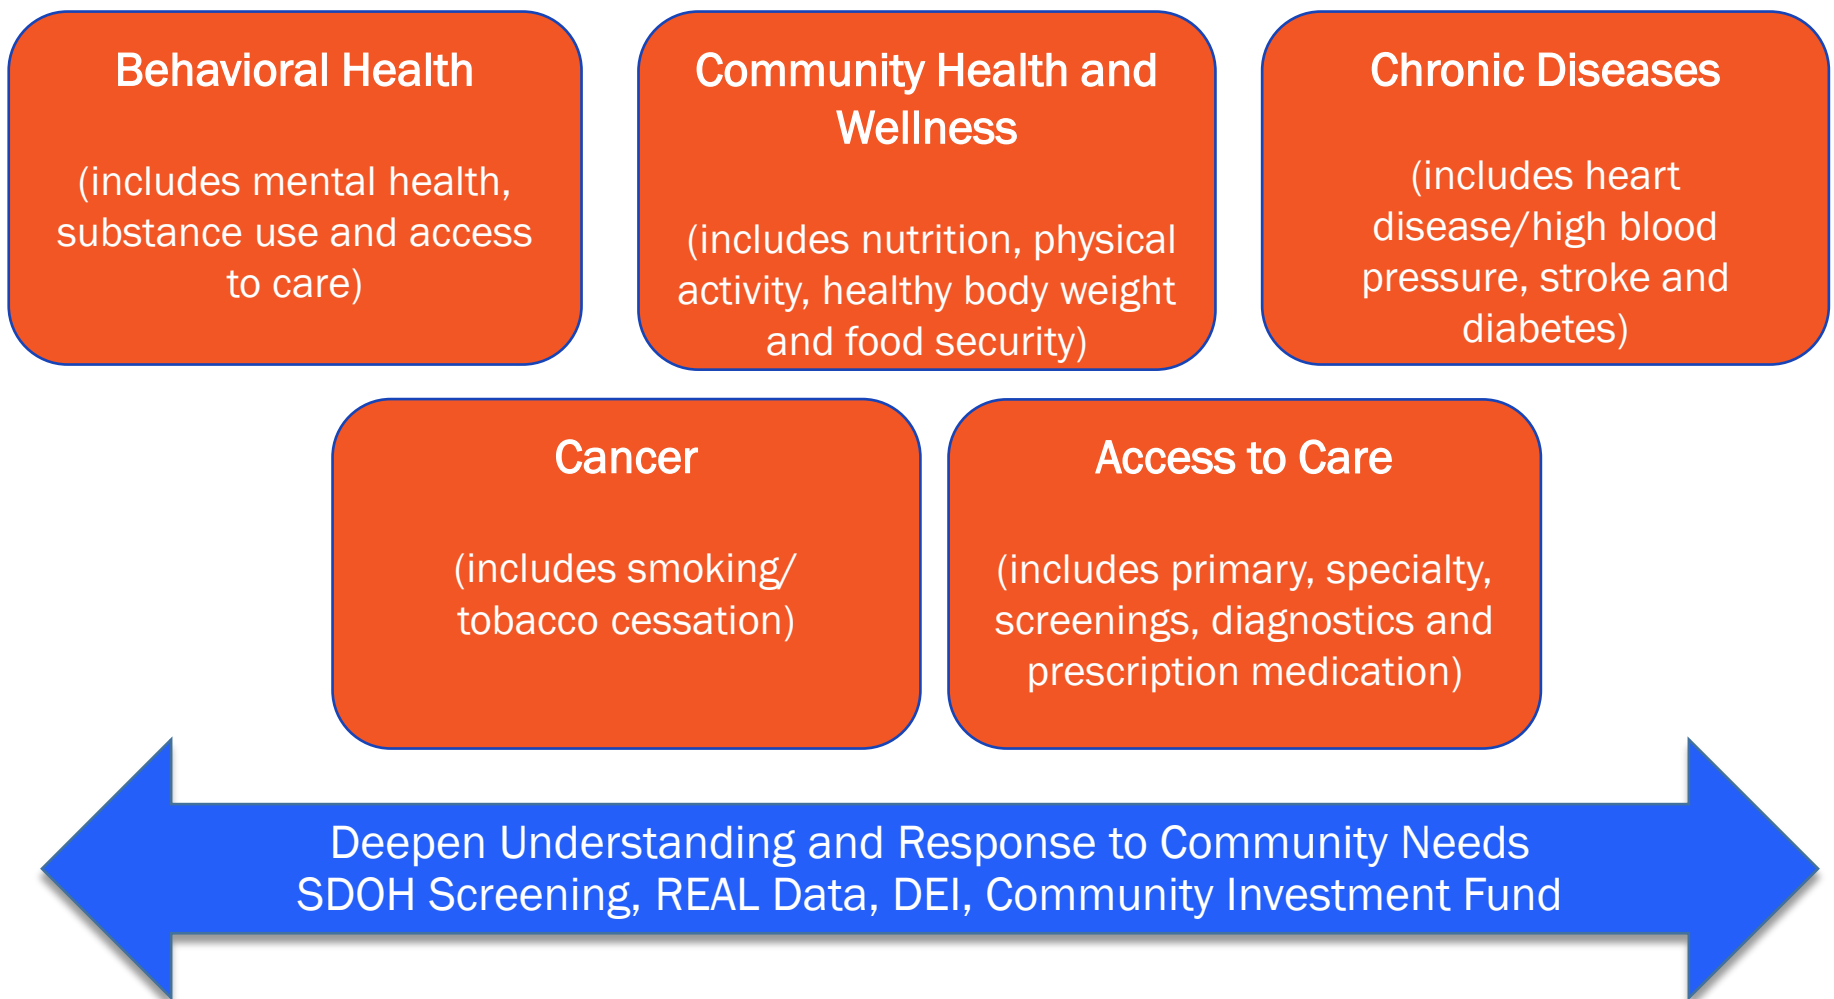 Behavioral Health
(includes mental health,
substance use and access
to care)
Community Health and
Wellness
(includes nutrition, physical
activity, healthy body weight
and food security)
Chronic Diseases
(includes heart
disease/high blood
pressure, stroke and
diabetes)
Cancer
(includes smoking/
tobacco cessation)
Access to Care
(includes primary, specialty,
screenings, diagnostics and
prescription medication)
Deepen Understanding and Response to Community Needs
SDOH Screening, REAL Data, DEI, Community Investment Fund